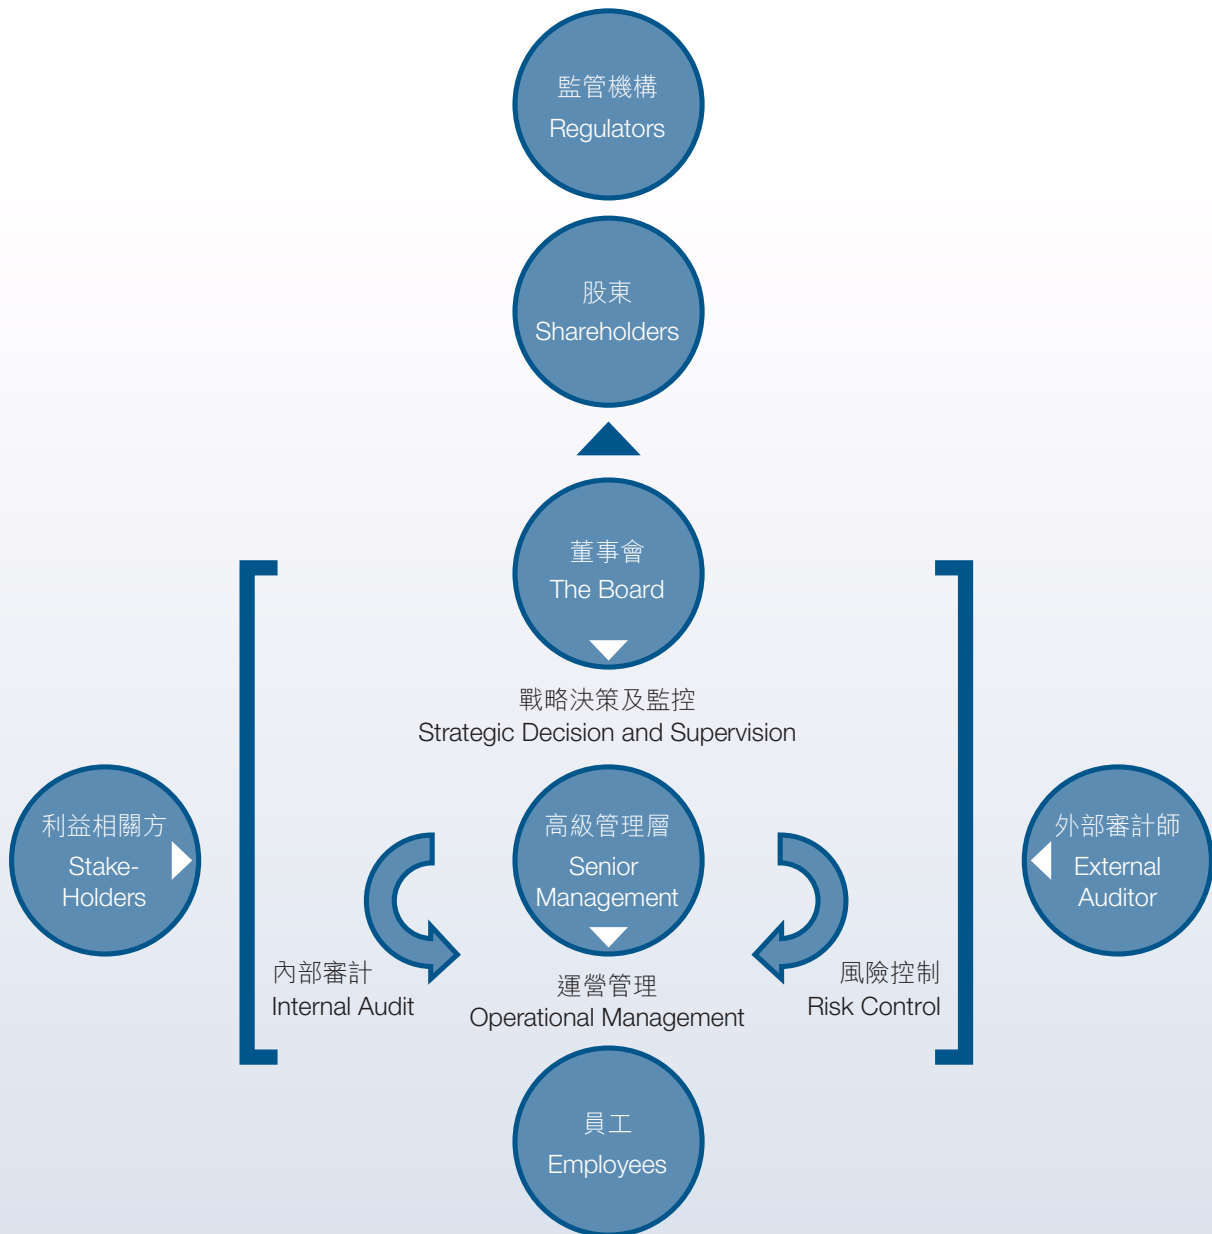 監管機構
Regulators
股東
Shareholders
董事會
The Board
戰略決策及監控
Strategic Decision and Supervision
利益相關方
Stake-
Holders
高級管理層
Senior
Management
外部審計師
External
Auditor
內部審計
Internal Audit
運營管理
Operational Management
風險控制
Risk Control
員工
Employees